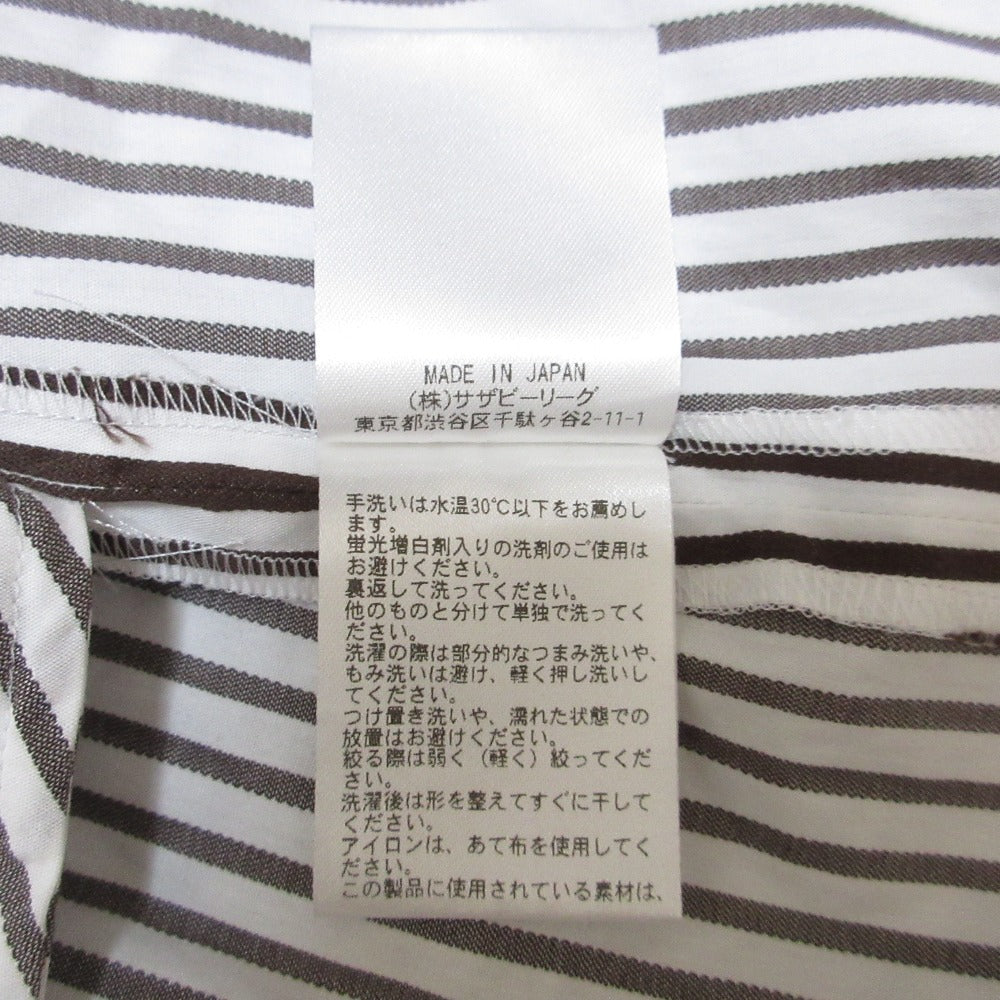 MADE IN JAPAN
(株)サザビーリーグ
東京都渋谷区千駄ヶ谷2-11-1
手洗いは水温30℃以下をお薦めし
ます。
蛍光増白剤入りの洗剤のご使用は
お避けください。
裏返して洗ってください。
他のものと分けて単独で洗ってく
ださい。
洗濯の際は部分的なつまみ洗いや、
もみ洗いは避け、軽く押し洗いし
てください。
つけ置き洗いや、濡れた状態での
放置はお避けください。
絞る際は弱く（軽く）絞ってくだ
さい。
洗濯後は形を整えてすぐに干して
ください。
アイロンは、あて布を使用してく
ださい。
この製品に使用されている素材は、